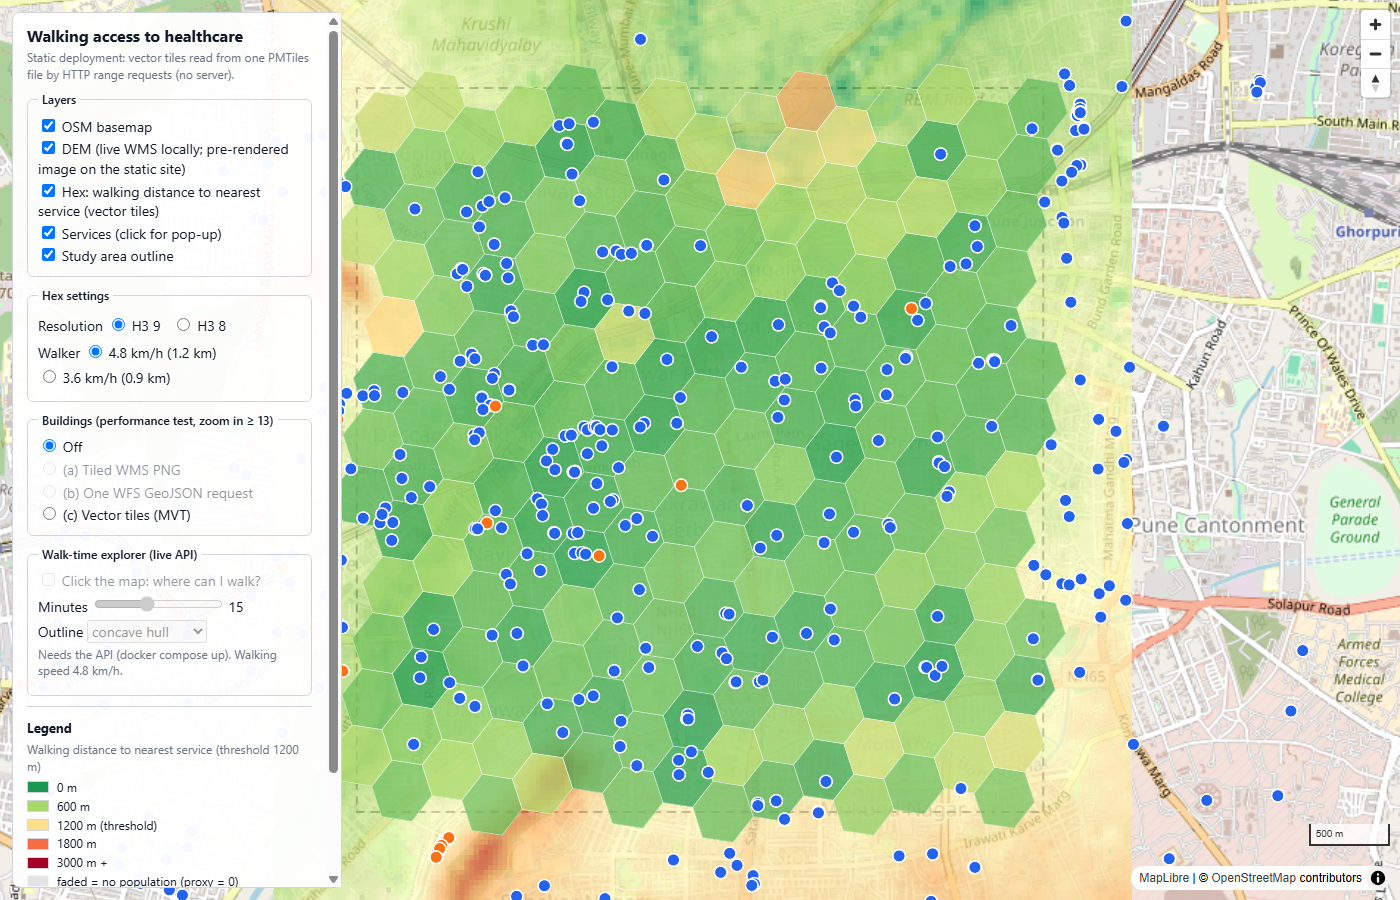 Walking access to healthcare
Static deployment: vector tiles read from one PMTiles
file by HTTP range requests (no server).
Layers
OSM basemap
DEM (live WMS locally; pre-rendered
image on the static site)
Hex: walking distance to nearest
service (vector tiles)
Services (click for pop-up)
Study area outline
Hex settings
Resolution H3 9 H3 8
Walker 4.8 km/h (1.2 km)
3.6 km/h (0.9 km)
Buildings (performance test, zoom in ≥ 13)
Off
(a) Tiled WMS PNG
(b) One WFS GeoJSON request
(c) Vector tiles (MVT)
Walk-time explorer (live API)
Click the map: where can I walk?
Minutes 15
Outline concave hull
Needs the API (docker compose up). Walking
speed 4.8 km/h.
Legend
Walking distance to nearest service (threshold 1200
m)
0 m
600 m
1200 m (threshold)
1800 m
3000 m +
faded = no population (proxy = 0)
Krushi
Mahavidyalay
Mangaldas Road
South Main R
Ghorpuri
Bund Garden Road
Kahun Road
Prince Of Wales Drive
Mahatma Gandhi
Pune Cantonment
General
Parade
Ground
Solapur Road
Armed
Forces
Medical
College
Irawati Karve Marg
500 m
MapLibre | © OpenStreetMap contributors